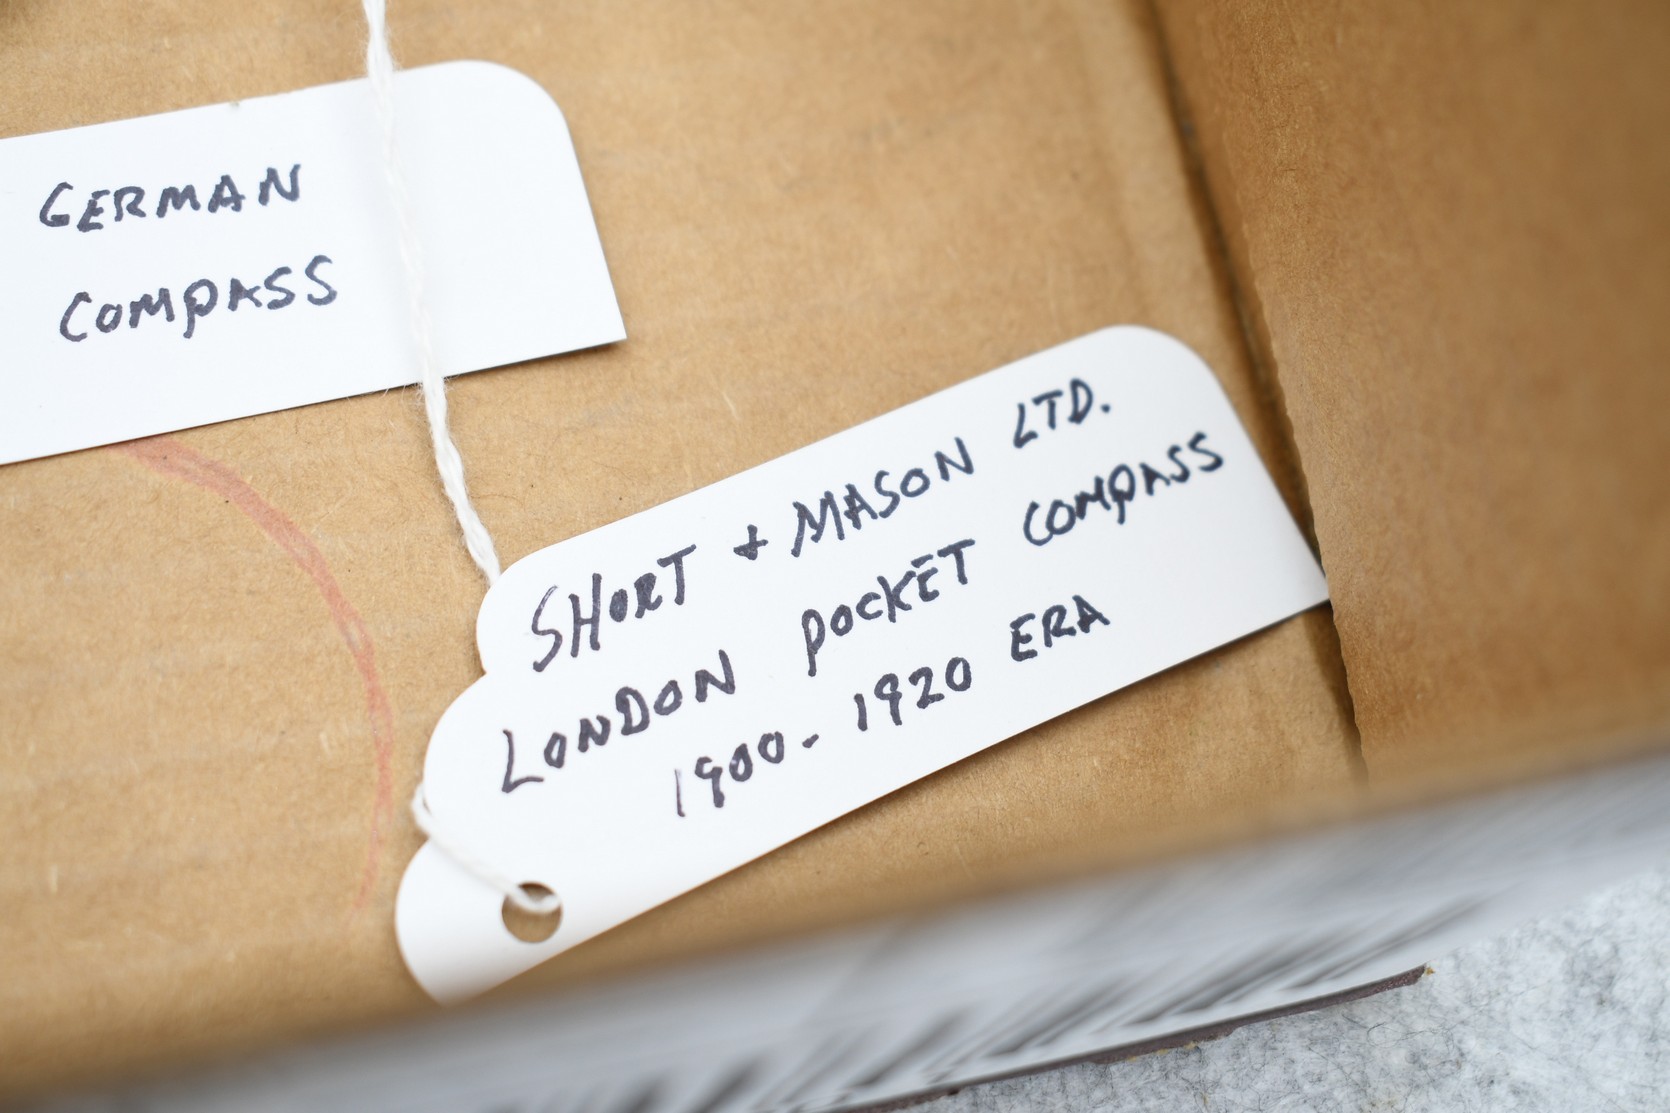 GERMAN
COMPASS
SHORT + MASON LTD.
LONDON POCKET COMPASS
1900 - 1920 ERA